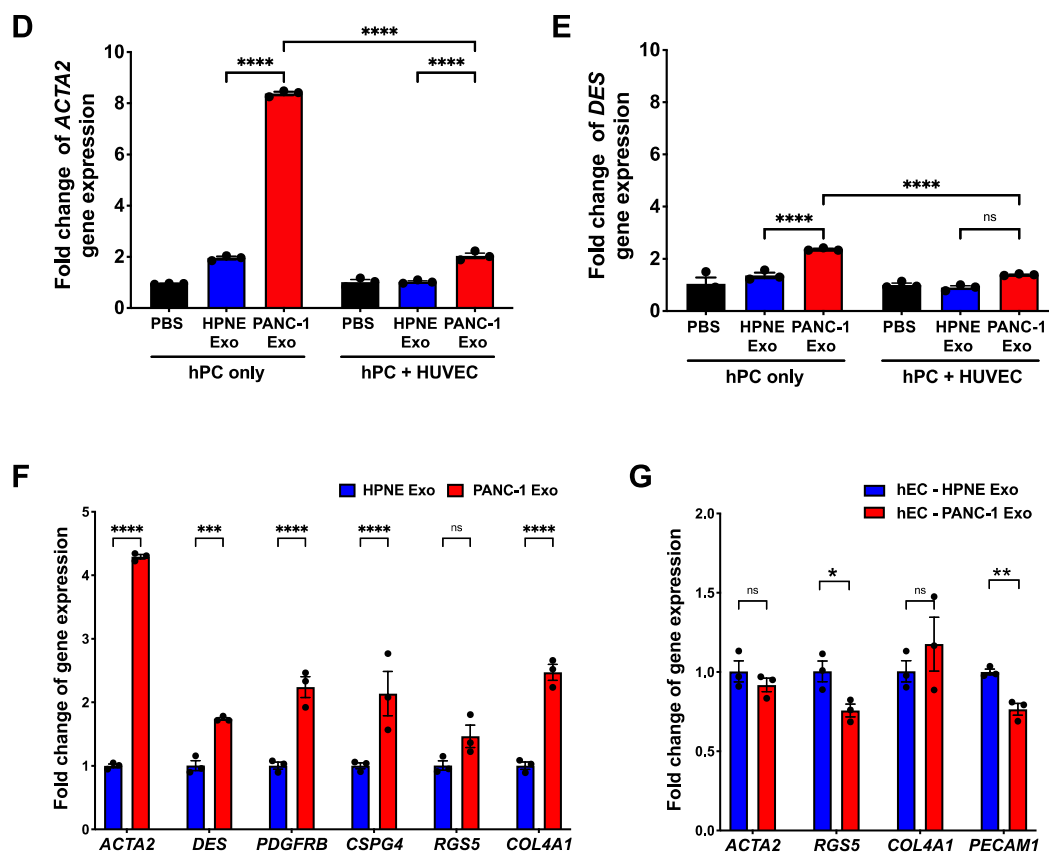 D
Fold change of ACTA2
gene expression
10
8
6
4
2
0
****
****
****
PBS HPNE Exo PANC-1 Exo PBS HPNE Exo PANC-1 Exo
hPC only hPC + HUVEC
E
Fold change of DES
gene expression
10
8
6
4
2
0
****
****
ns
PBS HPNE Exo PANC-1 Exo PBS HPNE Exo PANC-1 Exo
hPC only hPC + HUVEC
F
HPNE Exo PANC-1 Exo
Fold change of gene expression
5
4
3
2
1
0
**** *** **** **** ns ****
ACTA2 DES PDGFRB CSPG4 RGS5 COL4A1
G
hEC - HPNE Exo
hEC - PANC-1 Exo
Fold change of gene expression
2.0
1.5
1.0
0.5
0.0
ns * ns **
ACTA2 RGS5 COL4A1 PECAM1